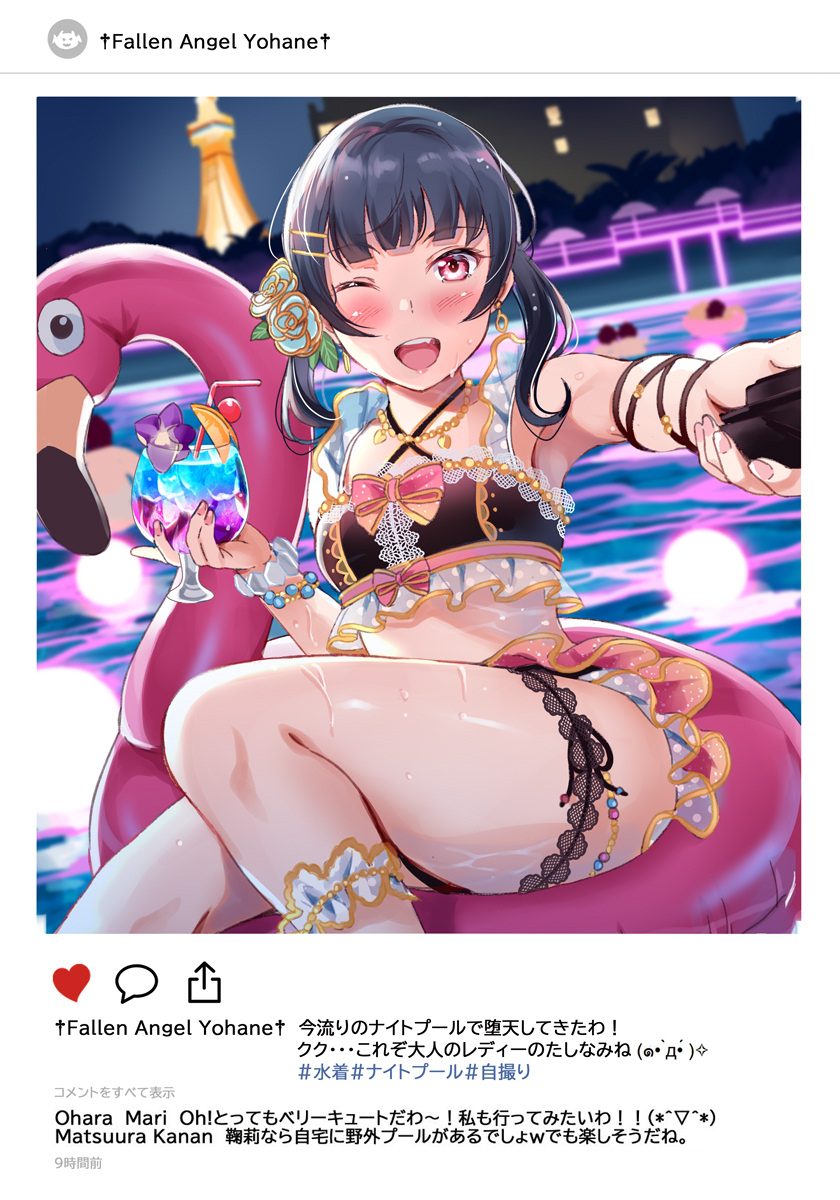 ✝Fallen Angel Yohane✝
✝Fallen Angel Yohane✝ 今流りのナイトプールで堕天してきたわ！
クク・・・これぞ大人のレディーのたしなみね (๑•̀д•́ )✧
#水着#ナイトプール#自撮り
コメントをすべて表示
Ohara Mari Oh!とってもベリーキュートだわ～！私も行ってみたいわ！！(*^▽^*)
Matsuura Kanan 鞠莉なら自宅に野外プールがあるでしょwでも楽しそうだね。
9時間前